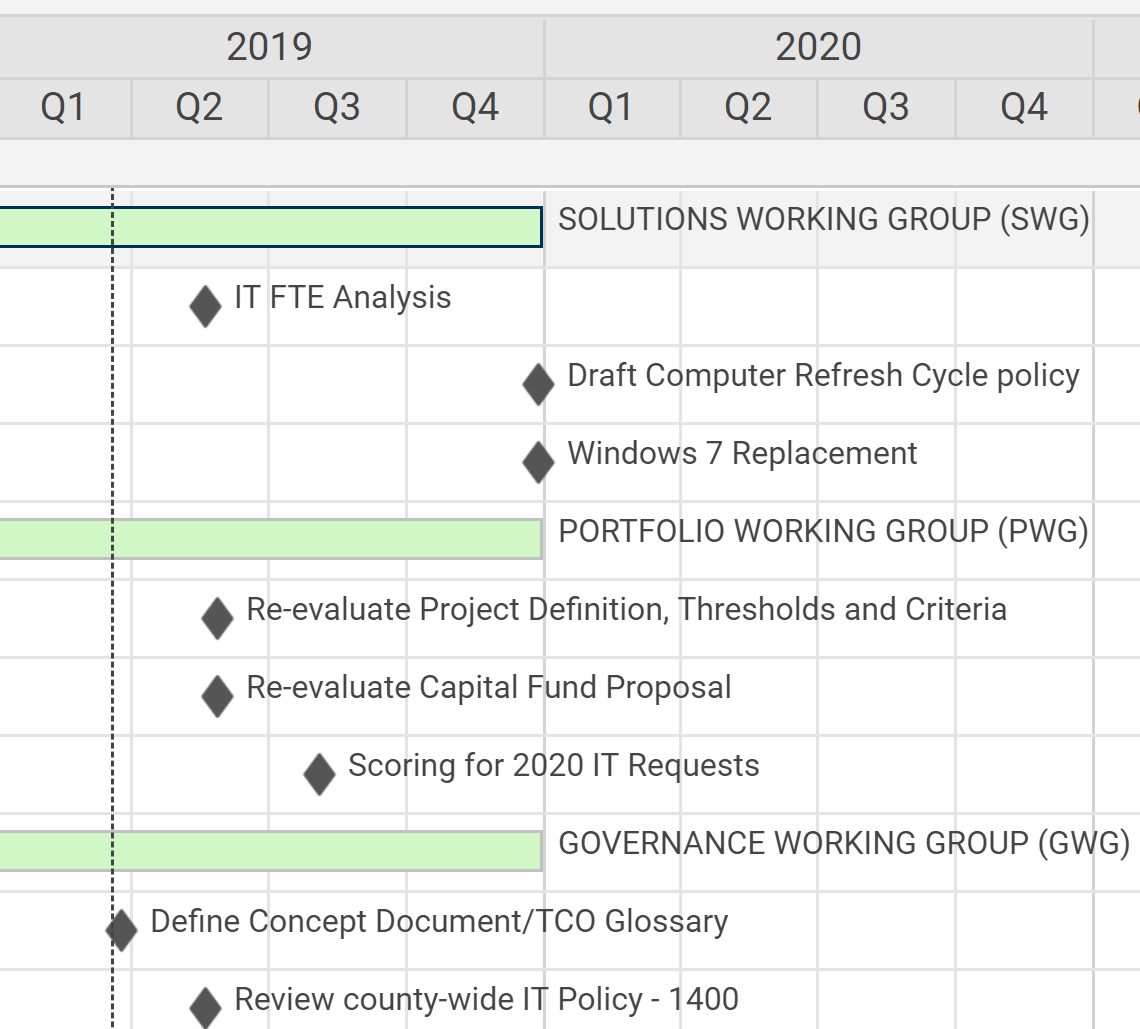 2019 2020
Q1 Q2 Q3 Q4 Q1 Q2 Q3 Q4
SOLUTIONS WORKING GROUP (SWG)
IT FTE Analysis
Draft Computer Refresh Cycle policy
Windows 7 Replacement
PORTFOLIO WORKING GROUP (PWG)
Re-evaluate Project Definition, Thresholds and Criteria
Re-evaluate Capital Fund Proposal
Scoring for 2020 IT Requests
GOVERNANCE WORKING GROUP (GWG)
Define Concept Document/TCO Glossary
Review county-wide IT Policy - 1400